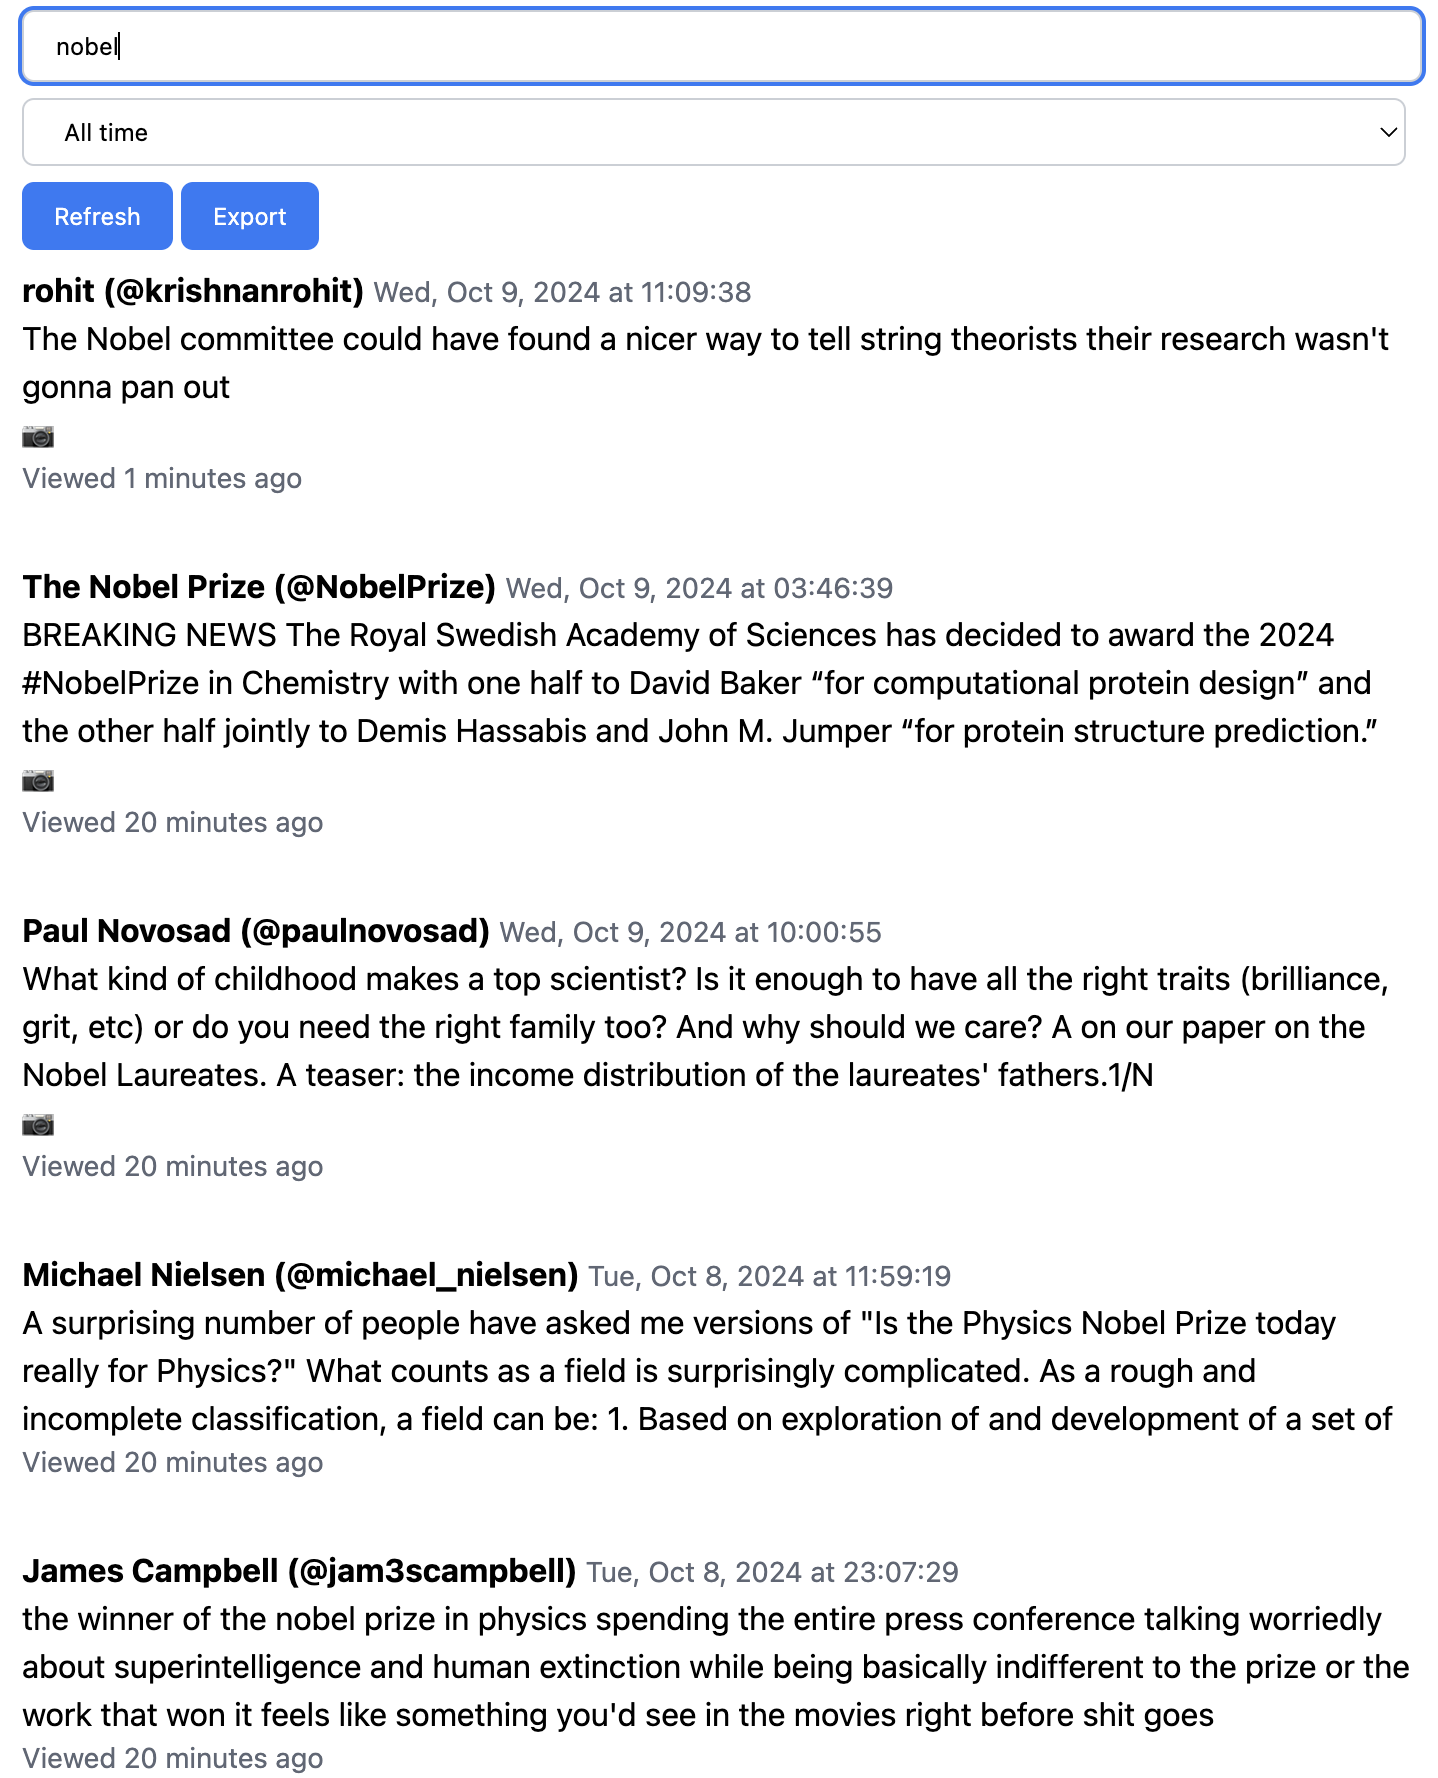 nobel
All time
Refresh Export
rohit (@krishnanrohit) Wed, Oct 9, 2024 at 11:09:38
The Nobel committee could have found a nicer way to tell string theorists their research wasn't
gonna pan out
Viewed 1 minutes ago
The Nobel Prize (@NobelPrize) Wed, Oct 9, 2024 at 03:46:39
BREAKING NEWS The Royal Swedish Academy of Sciences has decided to award the 2024
#NobelPrize in Chemistry with one half to David Baker “for computational protein design” and
the other half jointly to Demis Hassabis and John M. Jumper “for protein structure prediction.”
Viewed 20 minutes ago
Paul Novosad (@paulnovosad) Wed, Oct 9, 2024 at 10:00:55
What kind of childhood makes a top scientist? Is it enough to have all the right traits (brilliance,
grit, etc) or do you need the right family too? And why should we care? A on our paper on the
Nobel Laureates. A teaser: the income distribution of the laureates' fathers.1/N
Viewed 20 minutes ago
Michael Nielsen (@michael_nielsen) Tue, Oct 8, 2024 at 11:59:19
A surprising number of people have asked me versions of "Is the Physics Nobel Prize today
really for Physics?" What counts as a field is surprisingly complicated. As a rough and
incomplete classification, a field can be: 1. Based on exploration of and development of a set of
Viewed 20 minutes ago
James Campbell (@jam3scampbell) Tue, Oct 8, 2024 at 23:07:29
the winner of the nobel prize in physics spending the entire press conference talking worriedly
about superintelligence and human extinction while being basically indifferent to the prize or the
work that won it feels like something you'd see in the movies right before shit goes
Viewed 20 minutes ago